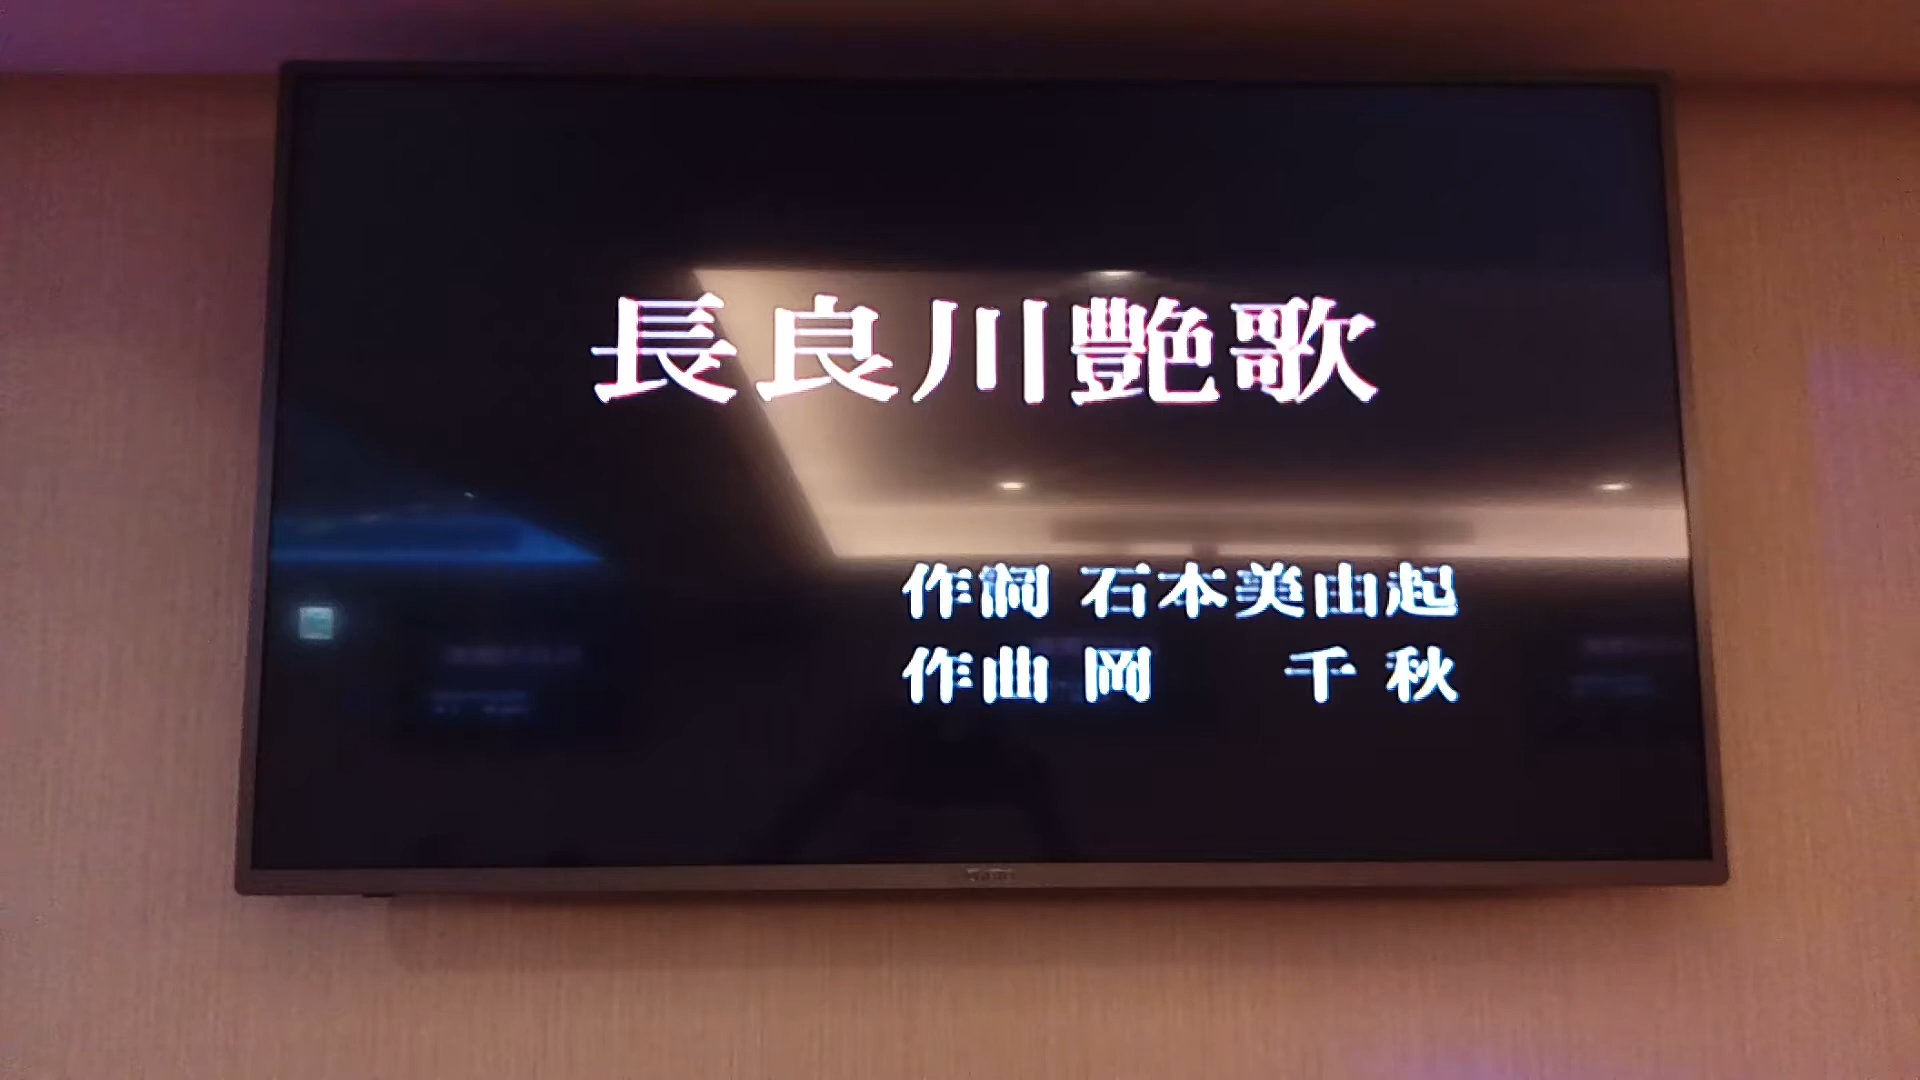 長良川艶歌
作詞 石本美由起
作曲 岡 千秋